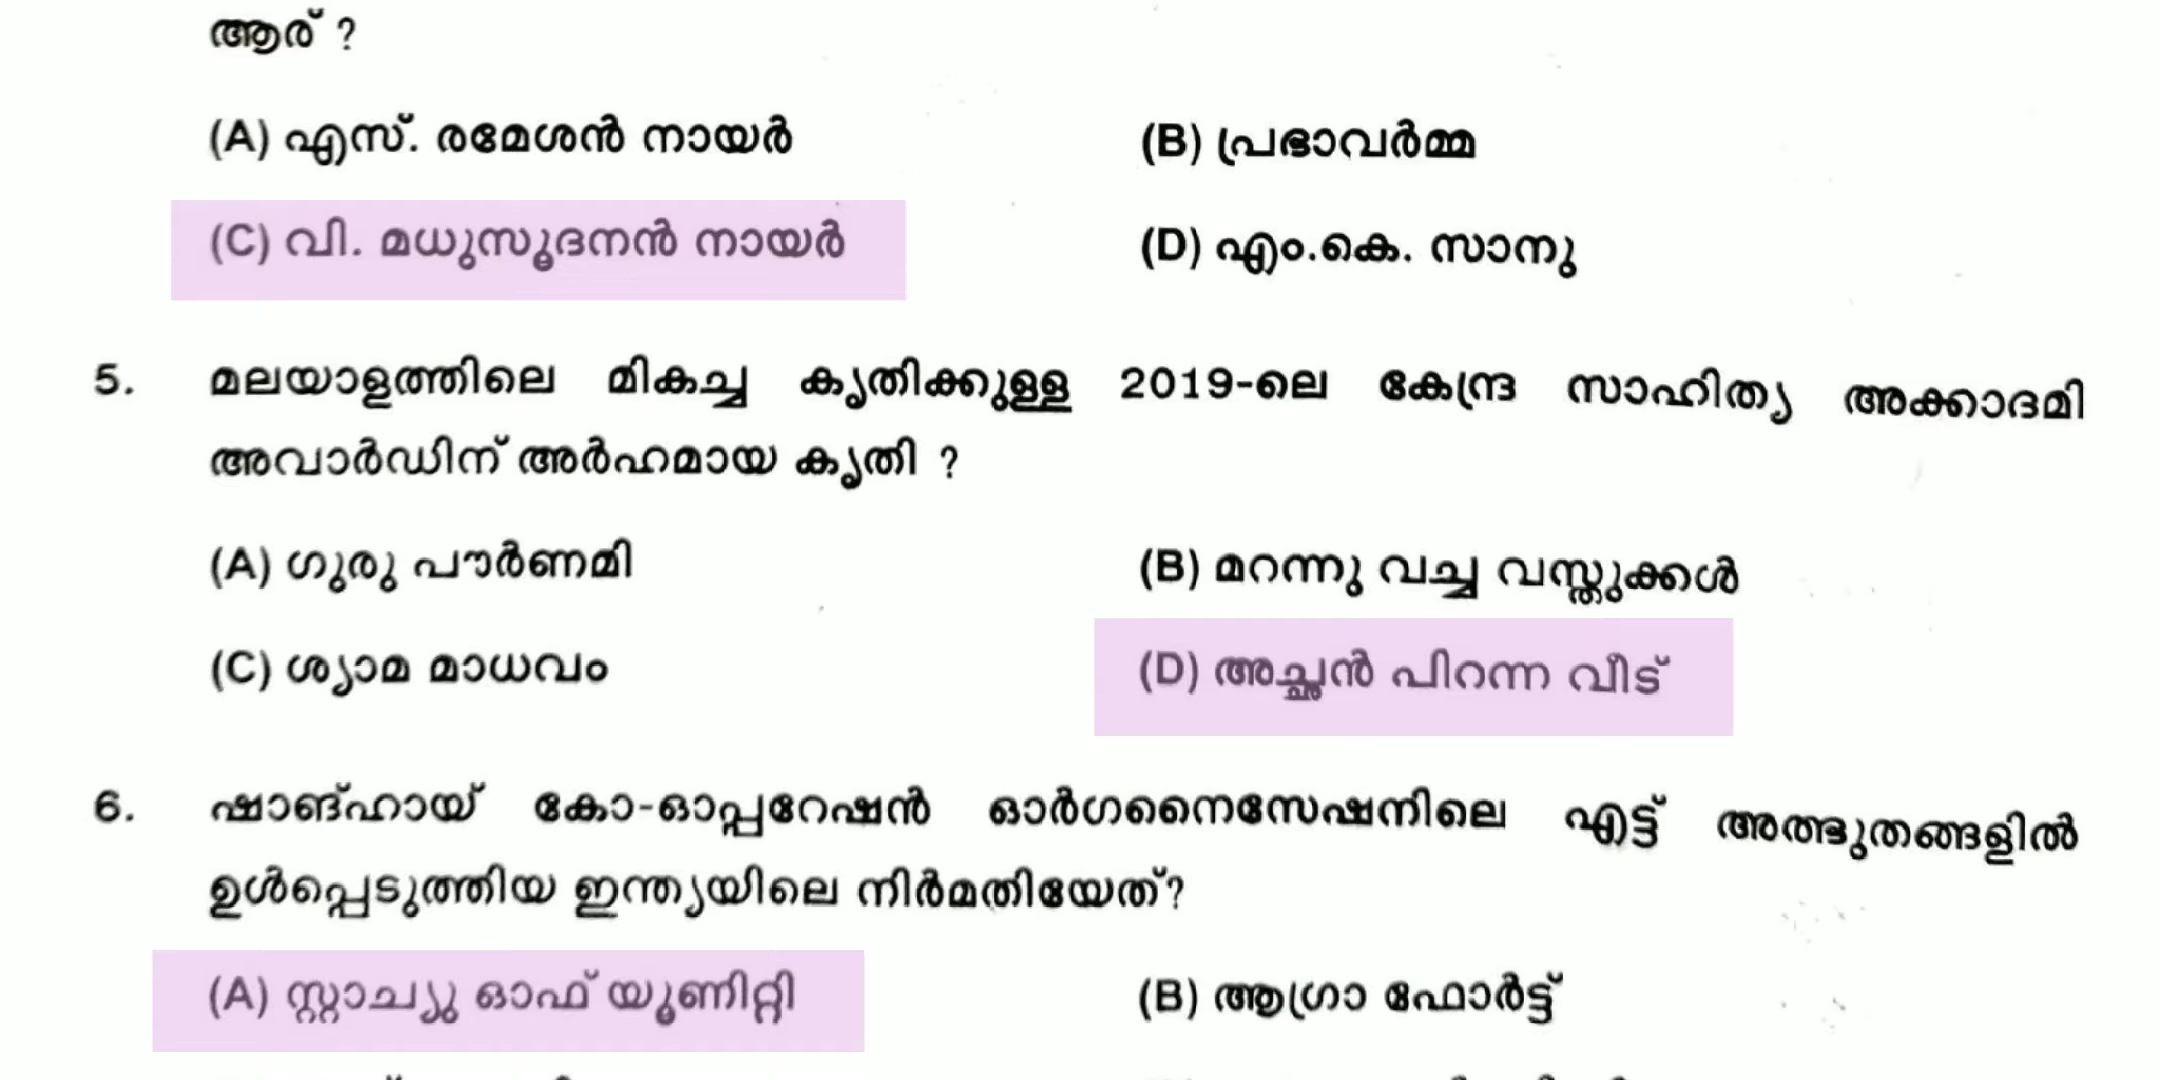 ആര് ?
(A) എസ്. രമേശൻ നായർ
(B) പ്രഭാവർമ്മ
(C) വി. മധുസൂദനൻ നായർ
(D) എം.കെ. സാനു
5. മലയാളത്തിലെ മികച്ച കൃതിക്കുള്ള 2019-ലെ കേന്ദ്ര സാഹിത്യ അക്കാദമി
അവാർഡിന് അർഹമായ കൃതി ?
(A) ഗുരു പൗർണമി
(B) മറന്നു വച്ച വസ്തുക്കൾ
(C) ശ്യാമ മാധവം
(D) അച്ഛൻ പിറന്ന വീട്
6. ഷാങ്ഹായ് കോ-ഓപ്പറേഷൻ ഓർഗനൈസേഷനിലെ എട്ട് അത്ഭുതങ്ങളിൽ
ഉൾപ്പെടുത്തിയ ഇന്ത്യയിലെ നിർമതിയേത്?
(A) സ്റ്റാച്യു ഓഫ് യൂണിറ്റി
(B) ആഗ്രാ ഫോർട്ട്